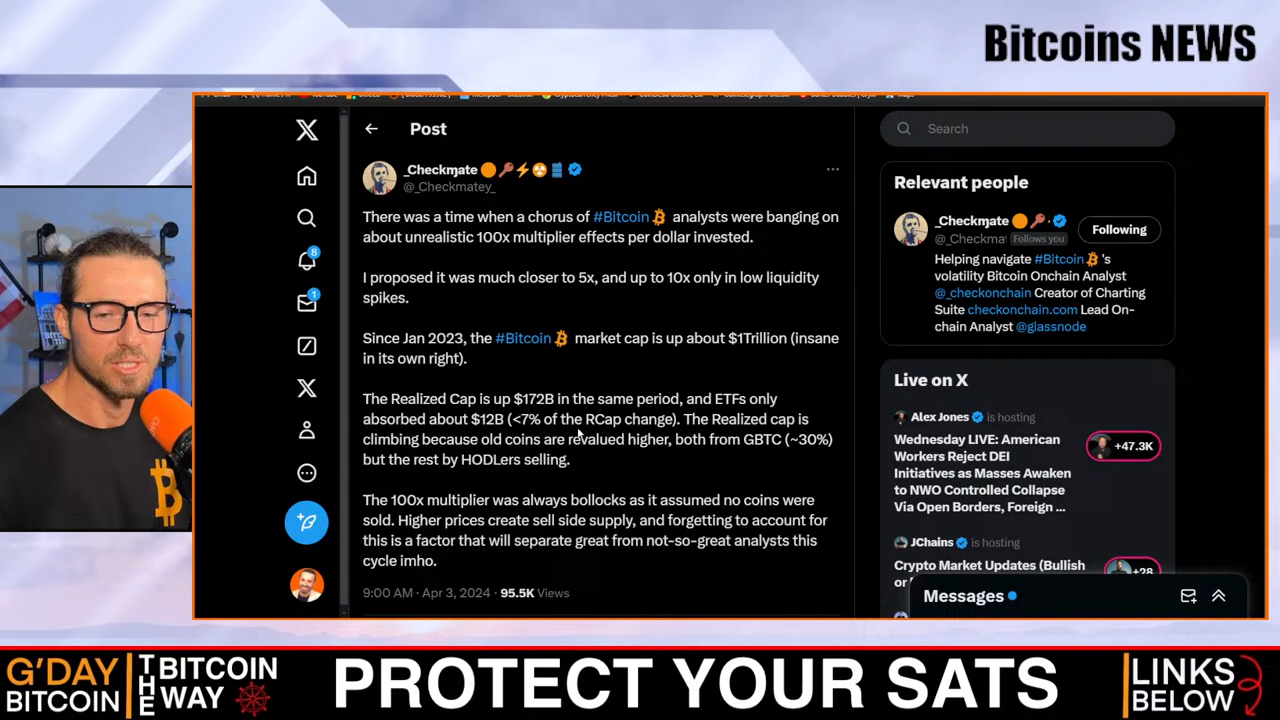 Bitcoins NEWS
Post
Search
_Checkmate
@_Checkmatey_
There was a time when a chorus of #Bitcoin analysts were banging on
about unrealistic 100x multiplier effects per dollar invested.
I proposed it was much closer to 5x, and up to 10x only in low liquidity
spikes.
Since Jan 2023, the #Bitcoin market cap is up about $1Trillion (insane
in its own right).
The Realized Cap is up $172B in the same period, and ETFs only
absorbed about $12B (<7% of the RCap change). The Realized cap is
climbing because old coins are revalued higher, both from GBTC (~30%)
but the rest by HODLers selling.
The 100x multiplier was always bollocks as it assumed no coins were
sold. Higher prices create sell side supply, and forgetting to account for
this is a factor that will separate great from not-so-great analysts this
cycle imho.
9:00 AM · Apr 3, 2024 · 95.5K Views
8
1
Relevant people
_Checkmate
@_Checkma Follows you
Following
Helping navigate #Bitcoin 's
volatility Bitcoin Onchain Analyst
@_checkonchain Creator of Charting
Suite checkonchain.com Lead On-
chain Analyst @glassnode
Live on X
Alex Jones is hosting
Wednesday LIVE: American
Workers Reject DEI
Initiatives as Masses Awaken
to NWO Controlled Collapse
Via Open Borders, Foreign ...
+47.3K
JChains is hosting
Crypto Market Updates (Bullish
or
+28
Messages
G'DAY
BITCOIN
THE
BITCOIN
WAY
PROTECT YOUR SATS
LINKS
BELOW